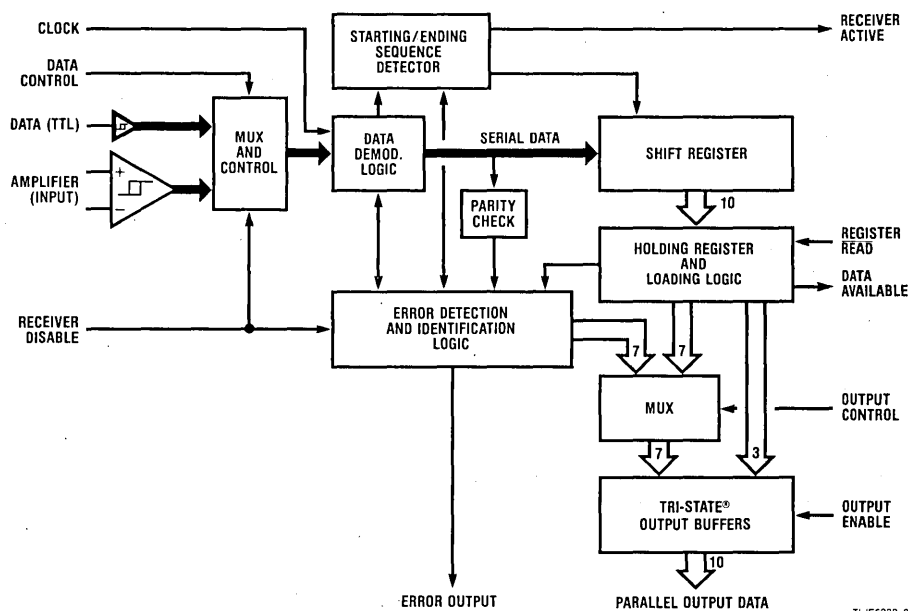 CLOCK
DATA
CONTROL
DATA (TTL)
AMPLIFIER
(INPUT)
+
−
RECEIVER
DISABLE
MUX
AND
CONTROL
STARTING/ENDING
SEQUENCE
DETECTOR
DATA
DEMOD.
LOGIC
SERIAL DATA
PARITY
CHECK
ERROR DETECTION
AND IDENTIFICATION
LOGIC
ERROR OUTPUT
RECEIVER
ACTIVE
SHIFT REGISTER
10
HOLDING REGISTER
AND
LOADING LOGIC
REGISTER
READ
DATA
AVAILABLE
7
7
MUX
OUTPUT
CONTROL
7
3
TRI-STATE®
OUTPUT BUFFERS
OUTPUT
ENABLE
10
PARALLEL OUTPUT DATA